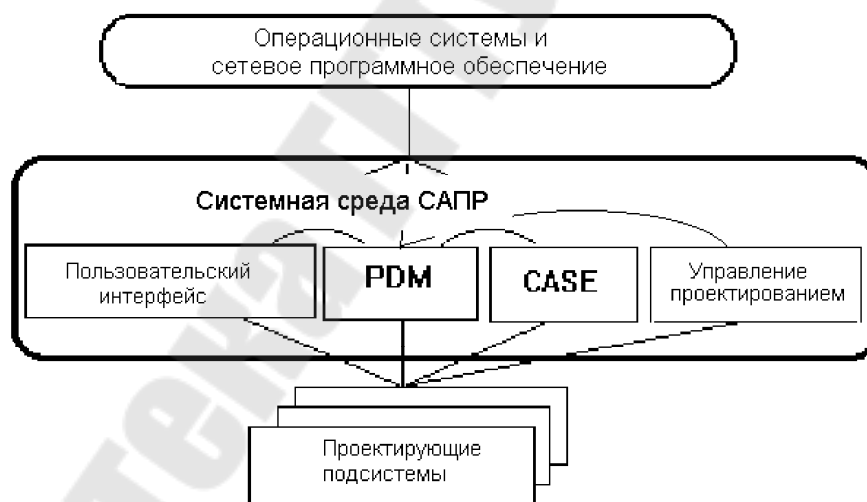 Операционные системы и
сетевое программное обеспечение
Системная среда САПР
Пользовательский
интерфейс
PDM
CASE
Управление
проектированием
Проектирующие
подсистемы